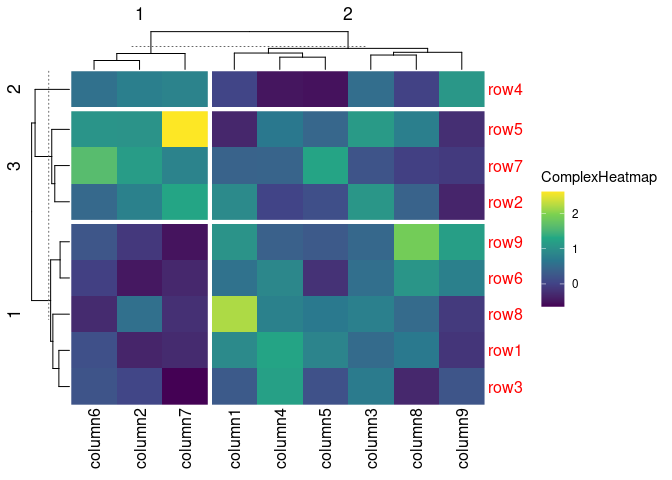 1 2
2
3
1
row4
row5
row7
row2
row9
row6
row8
row1
row3
column6
column2
column7
column1
column4
column5
column3
column8
column9
ComplexHeatmap
2
1
0